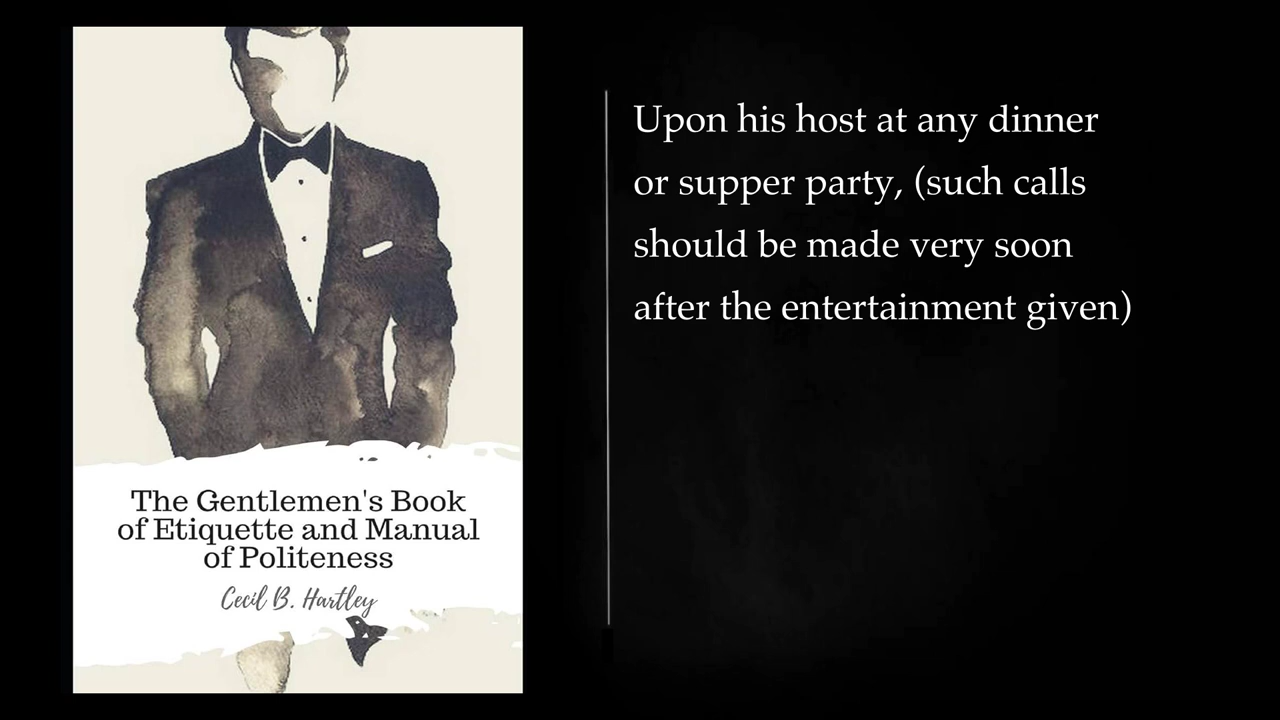 The Gentlemen's Book
of Etiquette and Manual
of Politeness
Cecil B. Hartley
Upon his host at any dinner
or supper party, (such calls
should be made very soon
after the entertainment given)